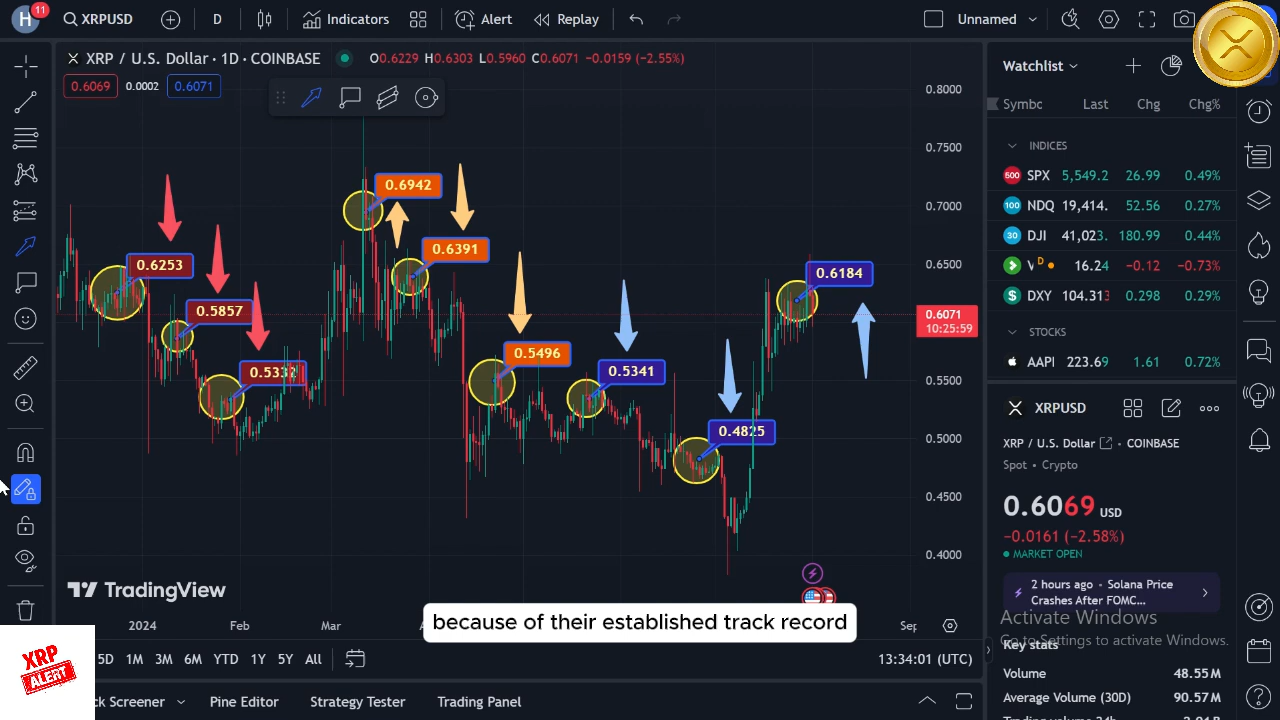 H 11 XRPUSD D Indicators Alert Replay Unnamed
XRP / U.S. Dollar · 1D · COINBASE O0.6229 H0.6303 L0.5960 C0.6071 −0.0159 (−2.55%)
0.6069 0.0002 0.6071
0.8000
0.7500
0.7000
0.6500
0.6071
10:25:59
0.5500
0.5000
0.4500
0.4000
0.6942
0.6391
0.6253
0.6184
0.5857
0.5496
0.5332
0.5341
0.4825
TradingView
2024 Feb Mar Sep
because of their established track record
5D 1M 3M 6M YTD 1Y 5Y All 13:34:01 (UTC)
XRP
ALERT
ck Screener Pine Editor Strategy Tester Trading Panel
Watchlist
Symbc Last Chg Chg%
INDICES
500 SPX 5,549.2 26.99 0.49%
100 NDQ 19,414. 52.56 0.27%
30 DJI 41,023. 180.99 0.44%
V D 16.24 −0.12 −0.73%
$ DXY 104.313 0.298 0.29%
STOCKS
AAPL 223.69 1.61 0.72%
XRPUSD
XRP / U.S. Dollar · COINBASE
Spot · Crypto
0.6069 USD
−0.0161 (−2.58%)
MARKET OPEN
2 hours ago · Solana Price
Crashes After FOMC...
Activate Windows
Go to Settings to activate Windows.
Key stats
Volume 48.55M
Average Volume (30D) 90.57M